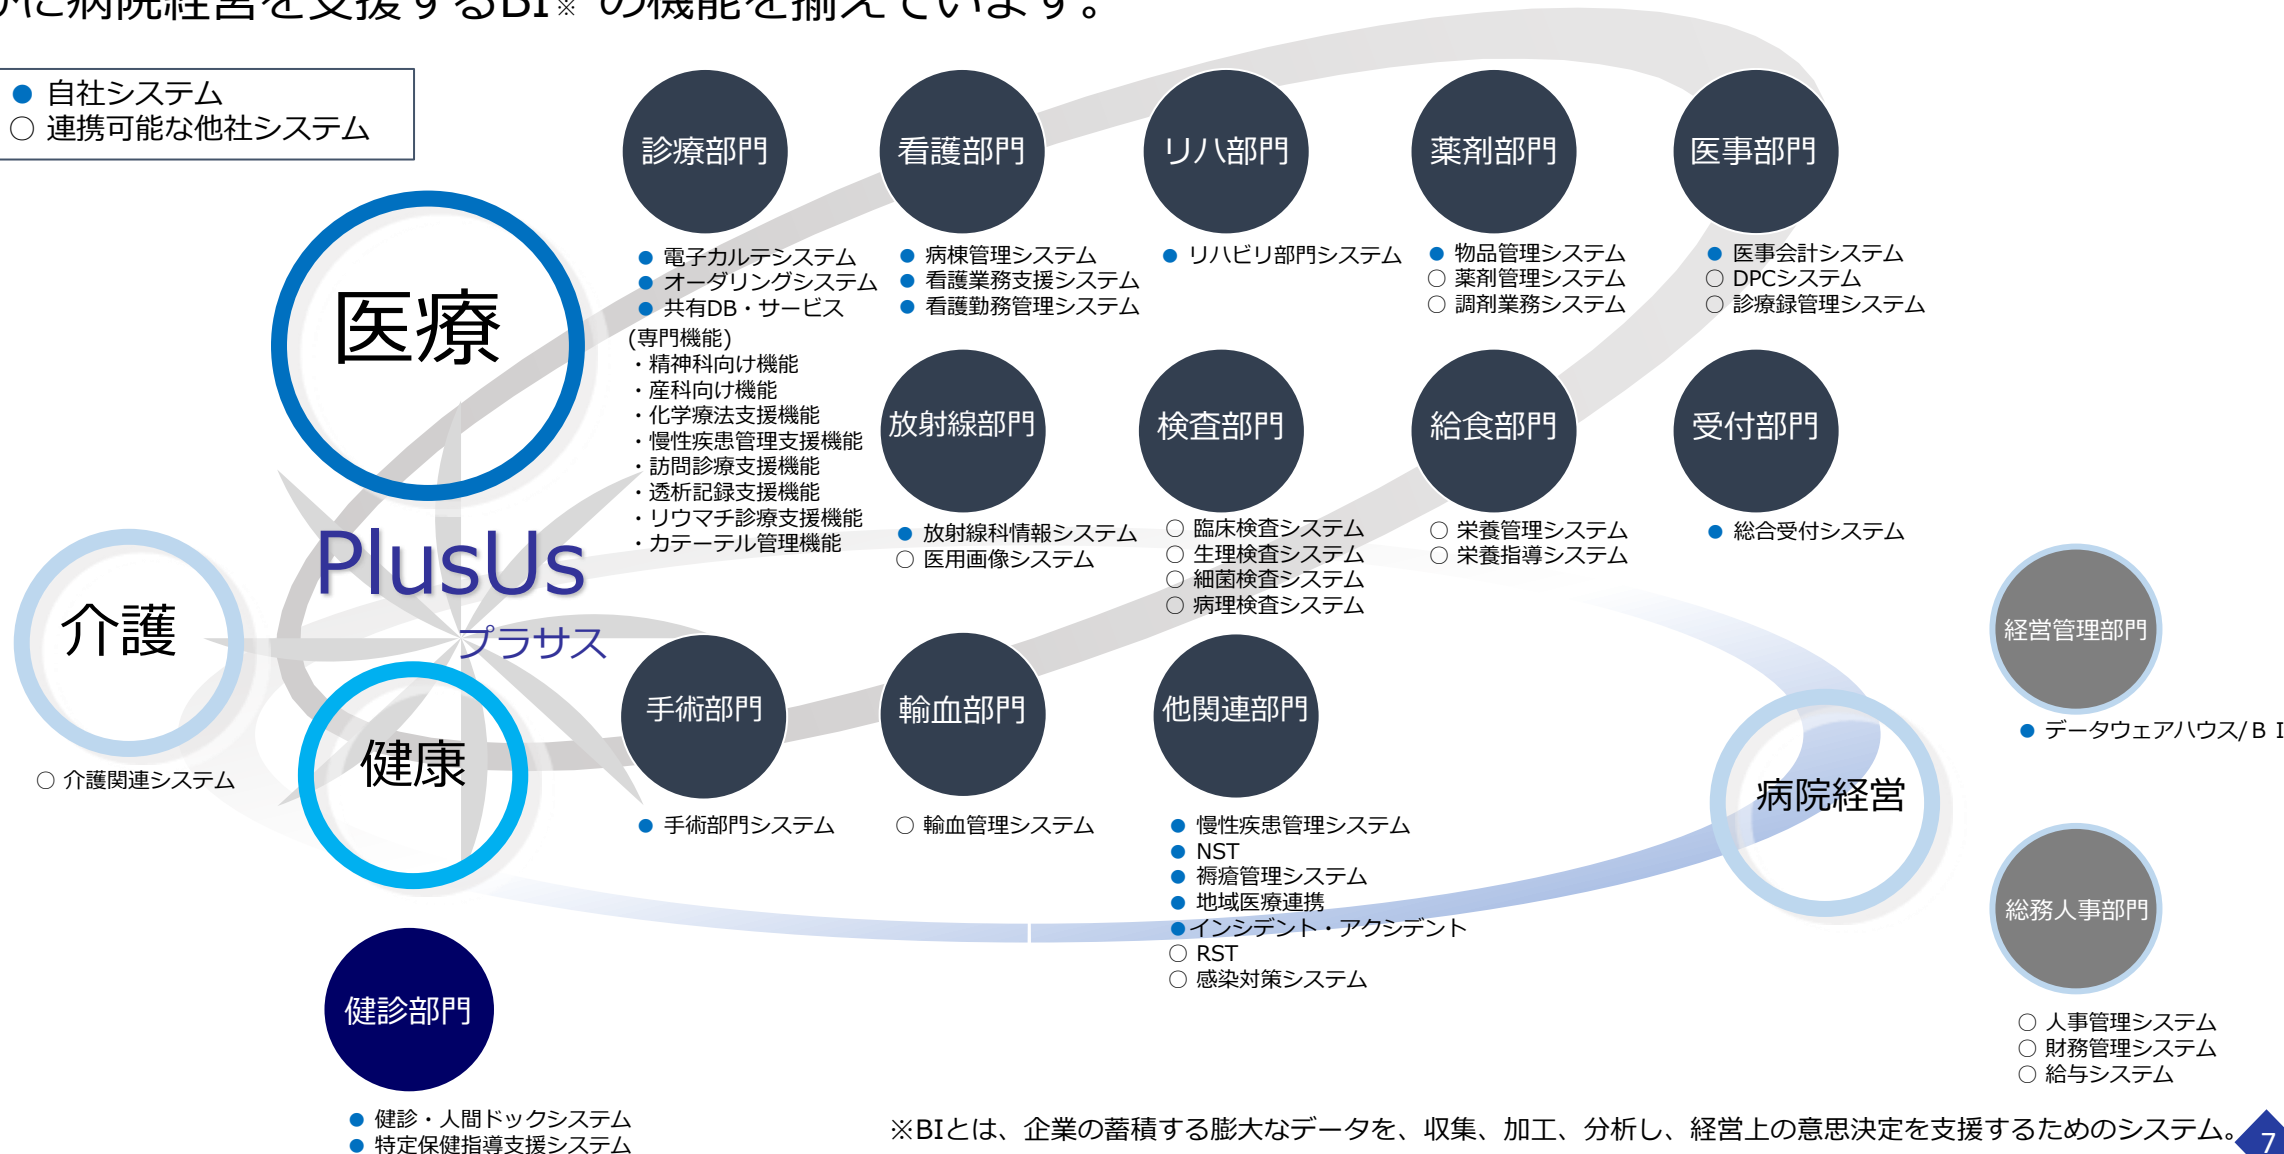 に病院経営を支援するBI※ の機能を揃えています。
● 自社システム
○ 連携可能な他社システム
医療
PlusUs
プラサス
介護
○ 介護関連システム
健康
健診部門
● 健診・人間ドックシステム
● 特定保健指導支援システム
診療部門
● 電子カルテシステム
● オーダリングシステム
● 共有DB・サービス
(専門機能)
・精神科向け機能
・産科向け機能
・化学療法支援機能
・慢性疾患管理支援機能
・訪問診療支援機能
・透析記録支援機能
・リウマチ診療支援機能
・カテーテル管理機能
看護部門
● 病棟管理システム
● 看護業務支援システム
● 看護勤務管理システム
リハ部門
● リハビリ部門システム
薬剤部門
● 物品管理システム
○ 薬剤管理システム
○ 調剤業務システム
医事部門
● 医事会計システム
○ DPCシステム
○ 診療録管理システム
放射線部門
● 放射線科情報システム
○ 医用画像システム
検査部門
○ 臨床検査システム
○ 生理検査システム
○ 細菌検査システム
○ 病理検査システム
給食部門
○ 栄養管理システム
○ 栄養指導システム
受付部門
● 総合受付システム
手術部門
● 手術部門システム
輸血部門
○ 輸血管理システム
他関連部門
● 慢性疾患管理システム
● NST
● 褥瘡管理システム
● 地域医療連携
●インシデント・アクシデント
○ RST
○ 感染対策システム
病院経営
経営管理部門
● データウェアハウス/ＢＩ
総務人事部門
○ 人事管理システム
○ 財務管理システム
○ 給与システム
※BIとは、企業の蓄積する膨大なデータを、収集、加工、分析し、経営上の意思決定を支援するためのシステム。
7